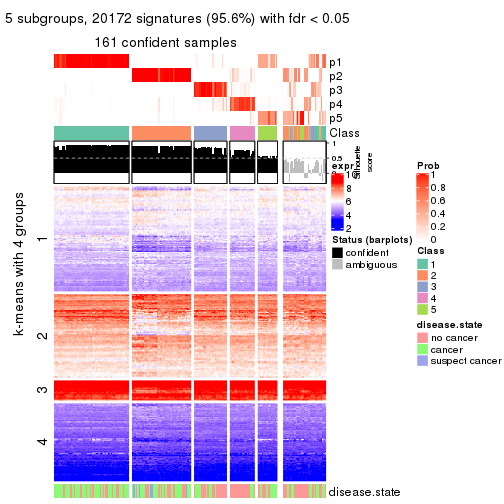 5 subgroups, 20172 signatures (95.6%) with fdr < 0.05
161 confident samples
p1
p2
p3
p4
p5
Class
1
0.5
0
Silhouette
score
expr
10
8
6
4
2
Status (barplots)
confident
ambiguous
Prob
1
0.8
0.6
0.4
0.2
0
Class
1
2
3
4
5
disease.state
no cancer
cancer
suspect cancer
k-means with 4 groups
1
2
3
4
disease.state